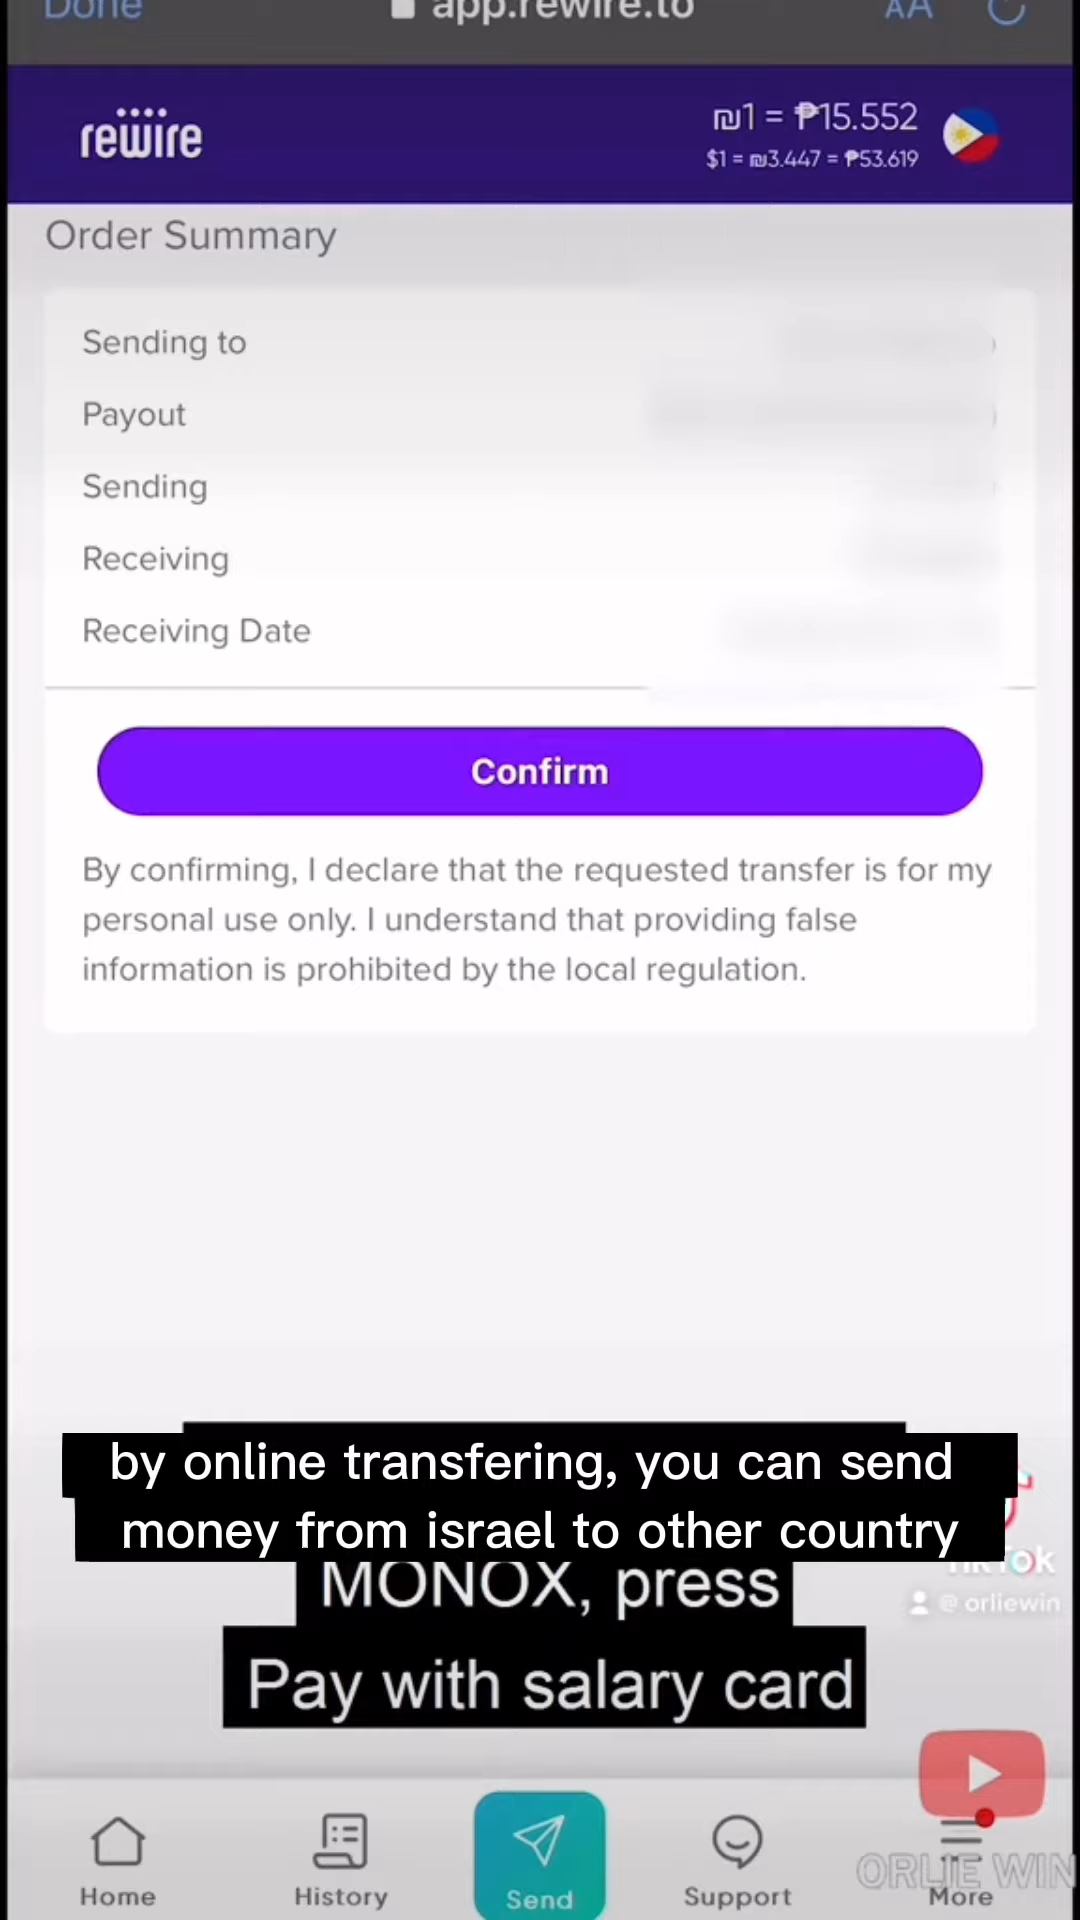 Done
app.rewire.to
AA
rewire
₪1 = ₱15.552
$1 = ₪3.447 = ₱53.619
Order Summary
Sending to
Payout
Sending
Receiving
Receiving Date
Confirm
By confirming, I declare that the requested transfer is for my
personal use only. I understand that providing false
information is prohibited by the local regulation.
by online transfering, you can send
money from israel to other country
MONOX, press
Pay with salary card
TikTok
@orliewin
Home
History
Send
Support
More
ORLIE WIN